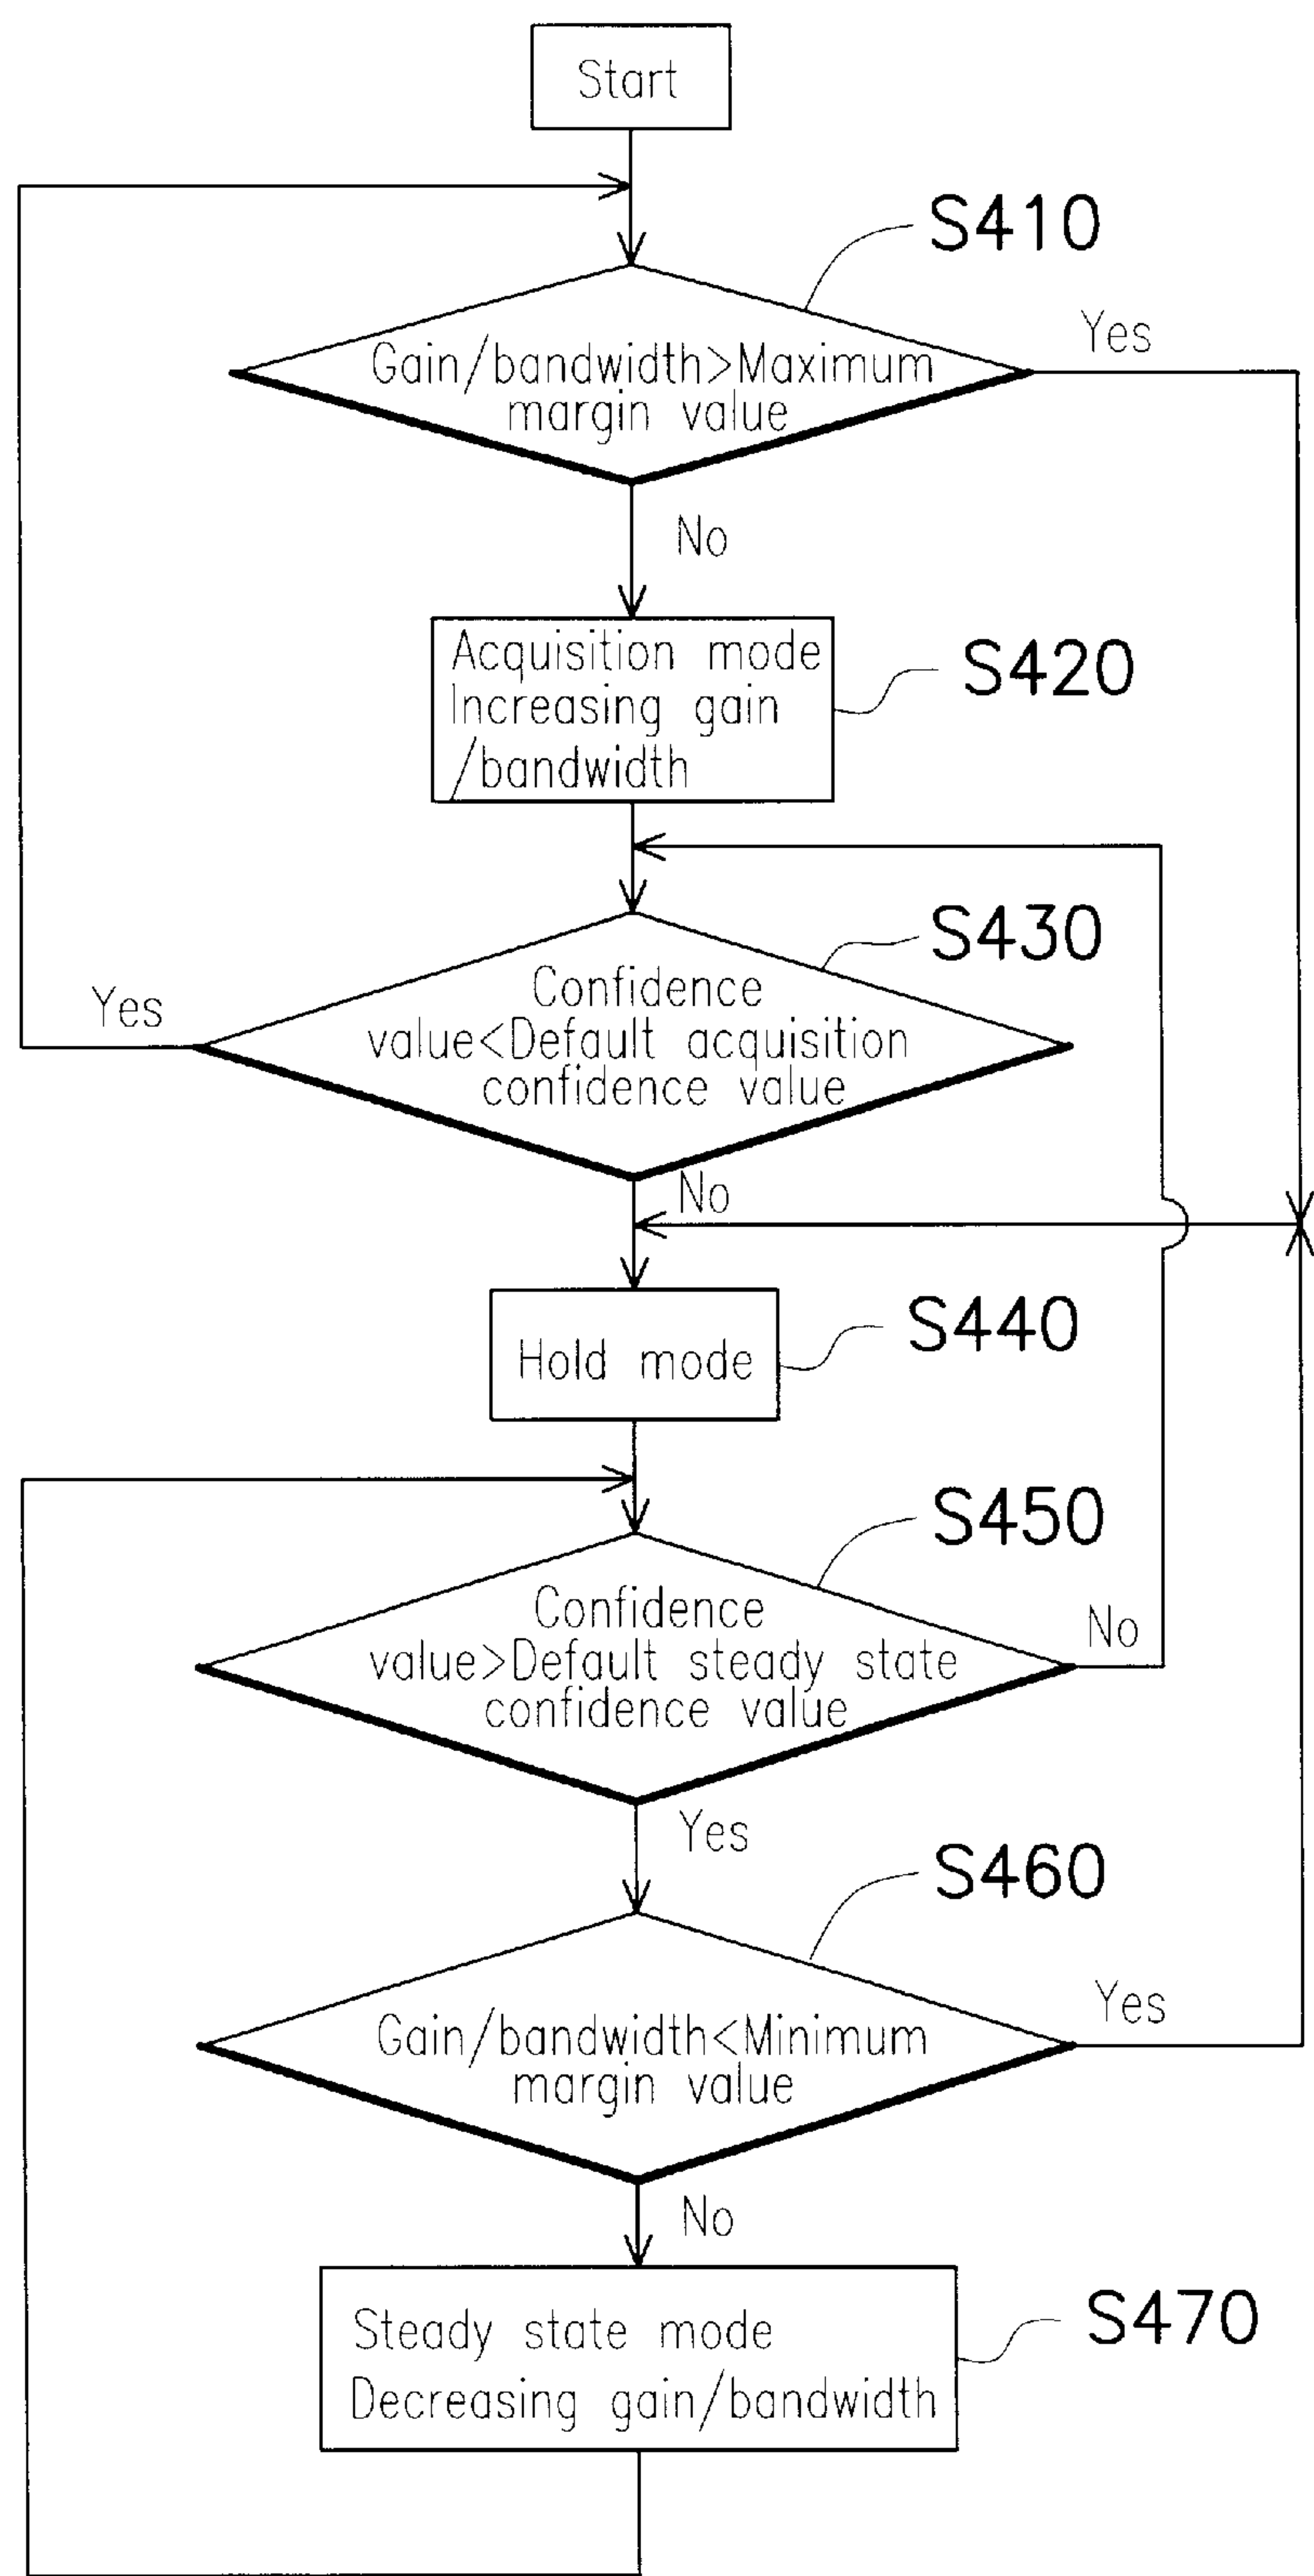 Start
S410
Yes
Gain/bandwidth>Maximum
margin value
No
Acquisition mode
Increasing gain
/bandwidth
S420
S430
Yes
Confidence
value<Default acquisition
confidence value
No
Hold mode
S440
S450
Confidence
value>Default steady state
confidence value
No
Yes
S460
Yes
Gain/bandwidth<Minimum
margin value
No
Steady state mode
Decreasing gain/bandwidth
S470